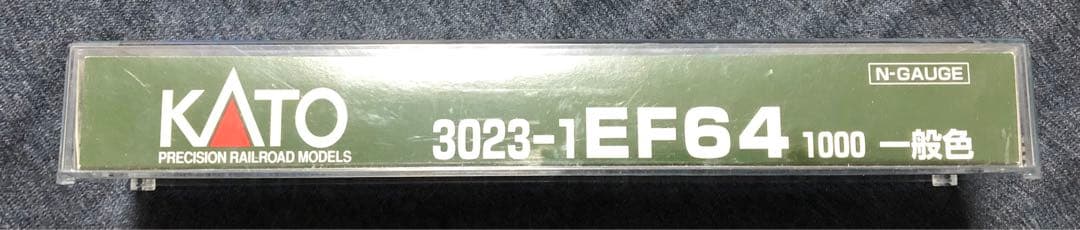 KATO
PRECISION RAILROAD MODELS
3023-1 EF64 1000 一般色
N-GAUGE